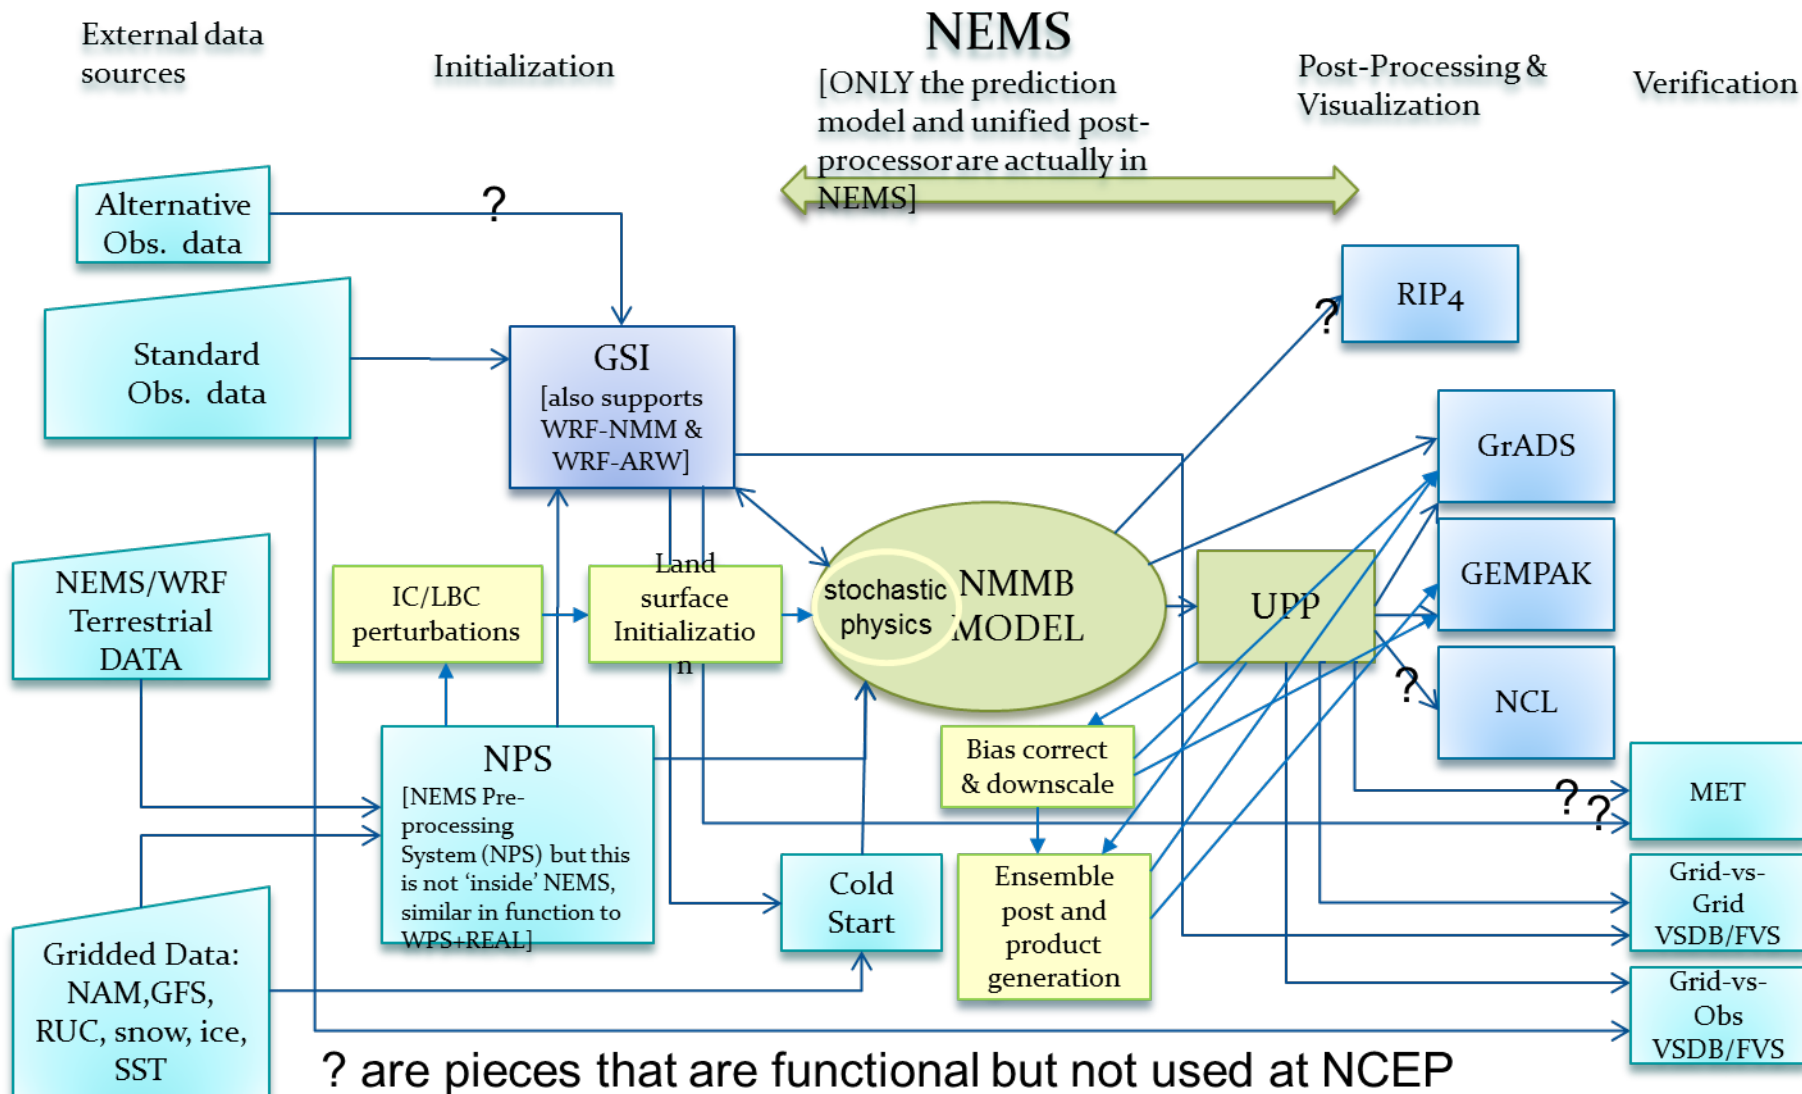 External data
sources
Initialization
NEMS
[ONLY the prediction
model and unified post-
processor are actually in
NEMS]
Post-Processing &
Visualization
Verification
Alternative
Obs. data
?
Standard
Obs. data
GSI
[also supports
WRF-NMM &
WRF-ARW]
RIP4
?
GrADS
NEMS/WRF
Terrestrial
DATA
IC/LBC
perturbations
Land
surface
Initializatio
n
stochastic
physics
NMMB
MODEL
UPP
GEMPAK
?
NCL
NPS
[NEMS Pre-
processing
System (NPS) but this
is not ‘inside’ NEMS,
similar in function to
WPS+REAL]
Bias correct
& downscale
?
?
MET
Cold
Start
Ensemble
post and
product
generation
Grid-vs-
Grid
VSDB/FVS
Gridded Data:
NAM,GFS,
RUC, snow, ice,
SST
Grid-vs-
Obs
VSDB/FVS
? are pieces that are functional but not used at NCEP